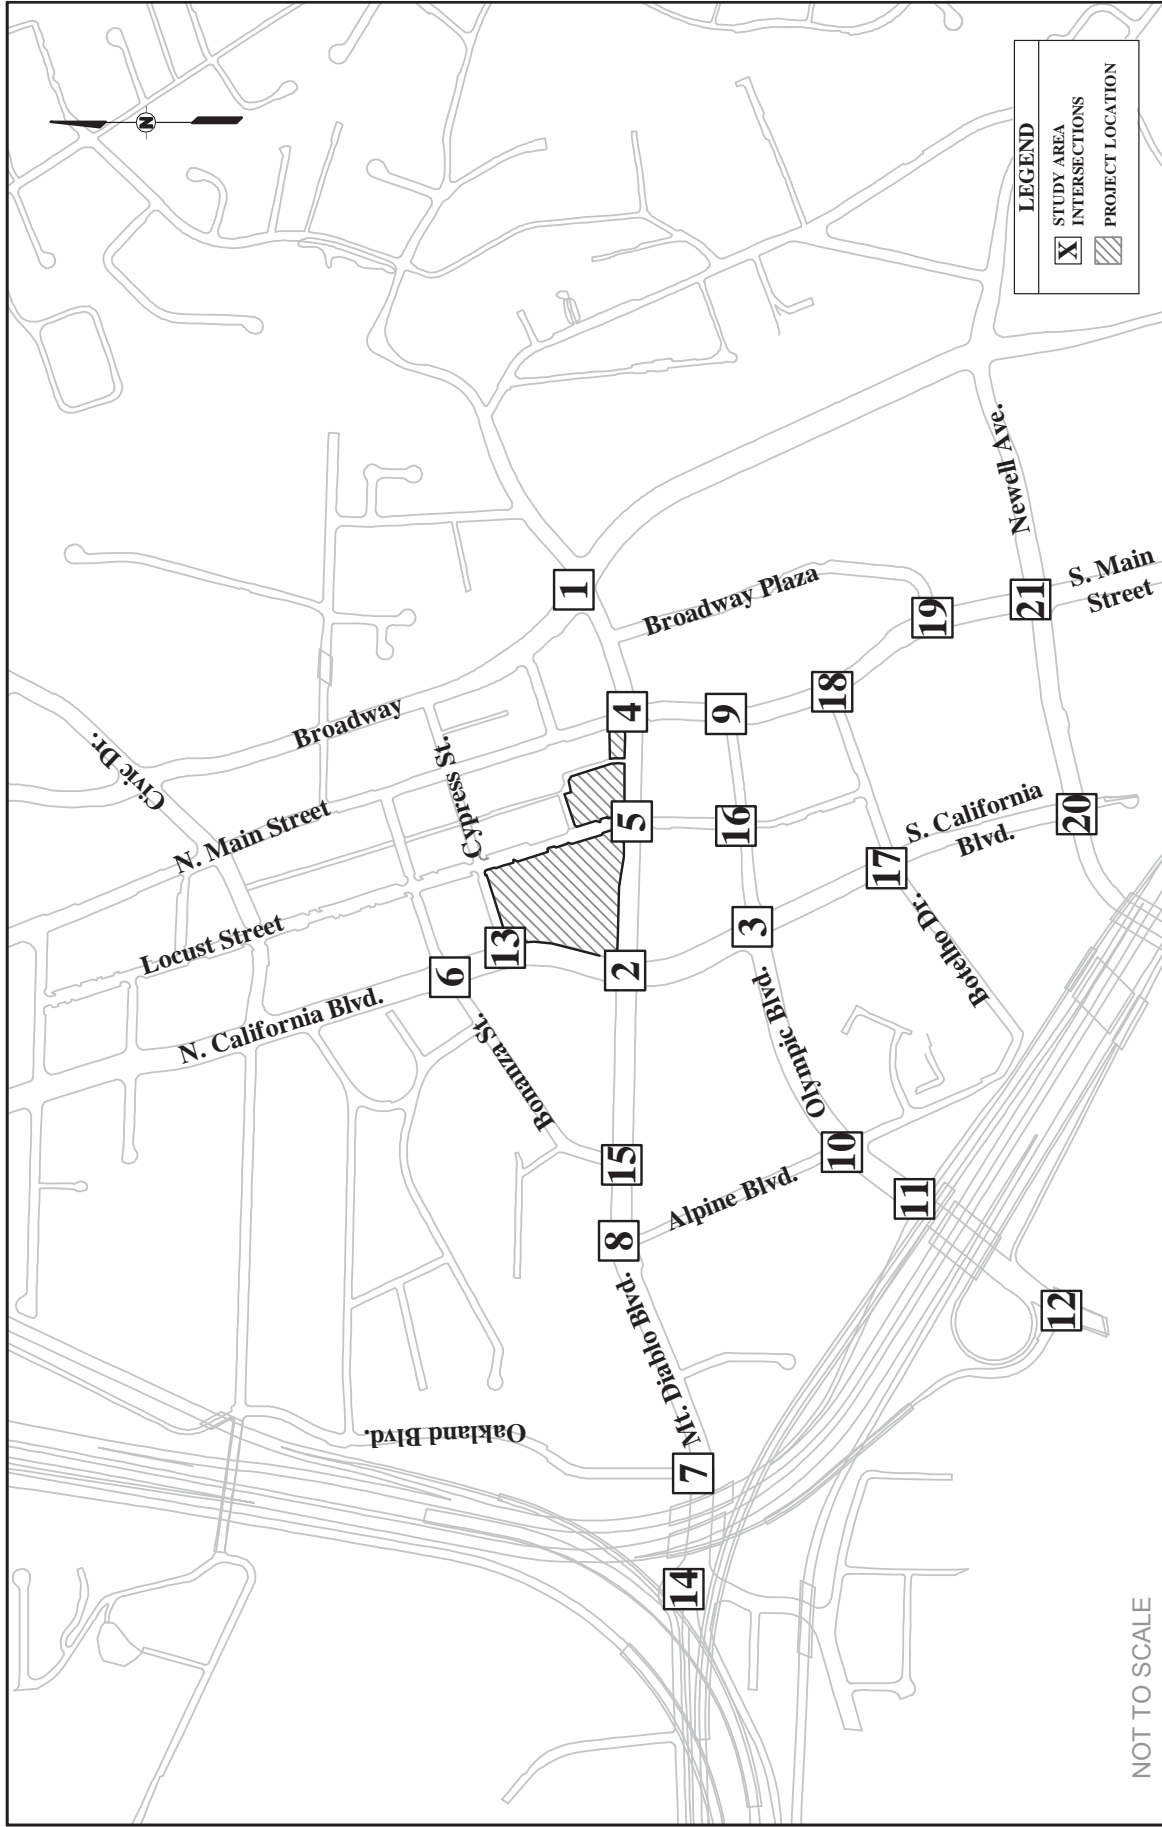 N
Civic Dr.
Broadway
N. Main Street
Cypress St.
Locust Street
N. California Blvd.
Bonanza St.
Oakland Blvd.
Mt. Diablo Blvd.
Alpine Blvd.
Olympic Blvd.
Botelho Dr.
S. California
Blvd.
Broadway Plaza
Newell Ave.
S. Main
Street
1
2
3
4
5
6
7
8
9
10
11
12
13
14
15
16
17
18
19
20
21
LEGEND
X
STUDY AREA
INTERSECTIONS
PROJECT LOCATION
NOT TO SCALE